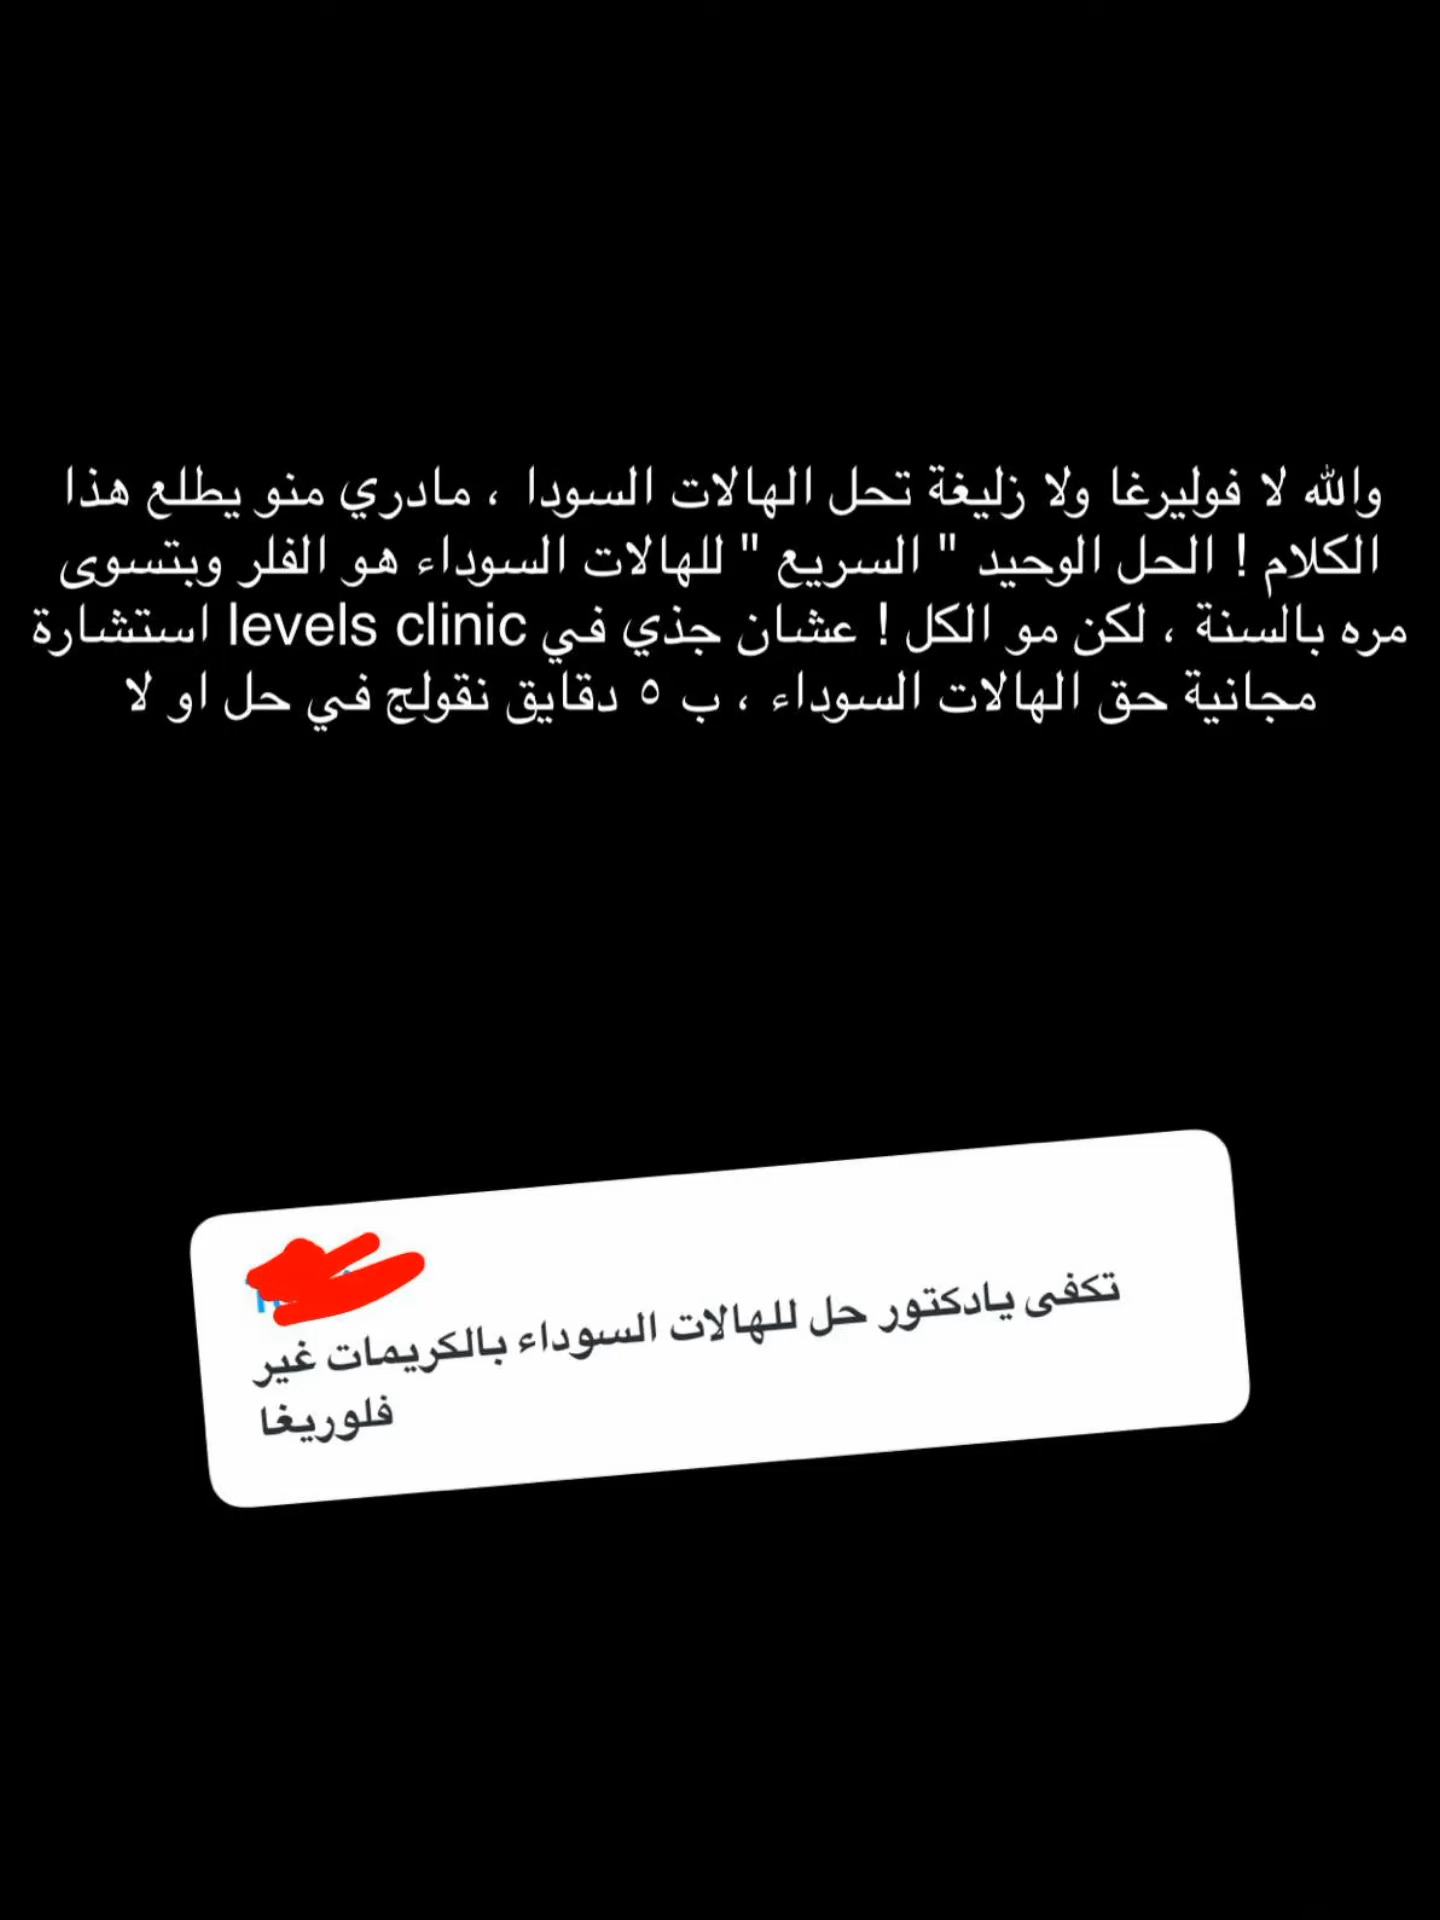 والله لا فوليرغا ولا زليغة تحل الهالات السودا ، مادري منو يطلع هذا
الكلام ! الحل الوحيد " السريع " للهالات السوداء هو الفلر وبتسوى
مره بالسنة ، لكن مو الكل ! عشان جذي في levels clinic استشارة
مجانية حق الهالات السوداء ، ب ٥ دقايق نقولج في حل او لا
تكفى يادكتور حل للهالات السوداء بالكريمات غير
فلوريغا